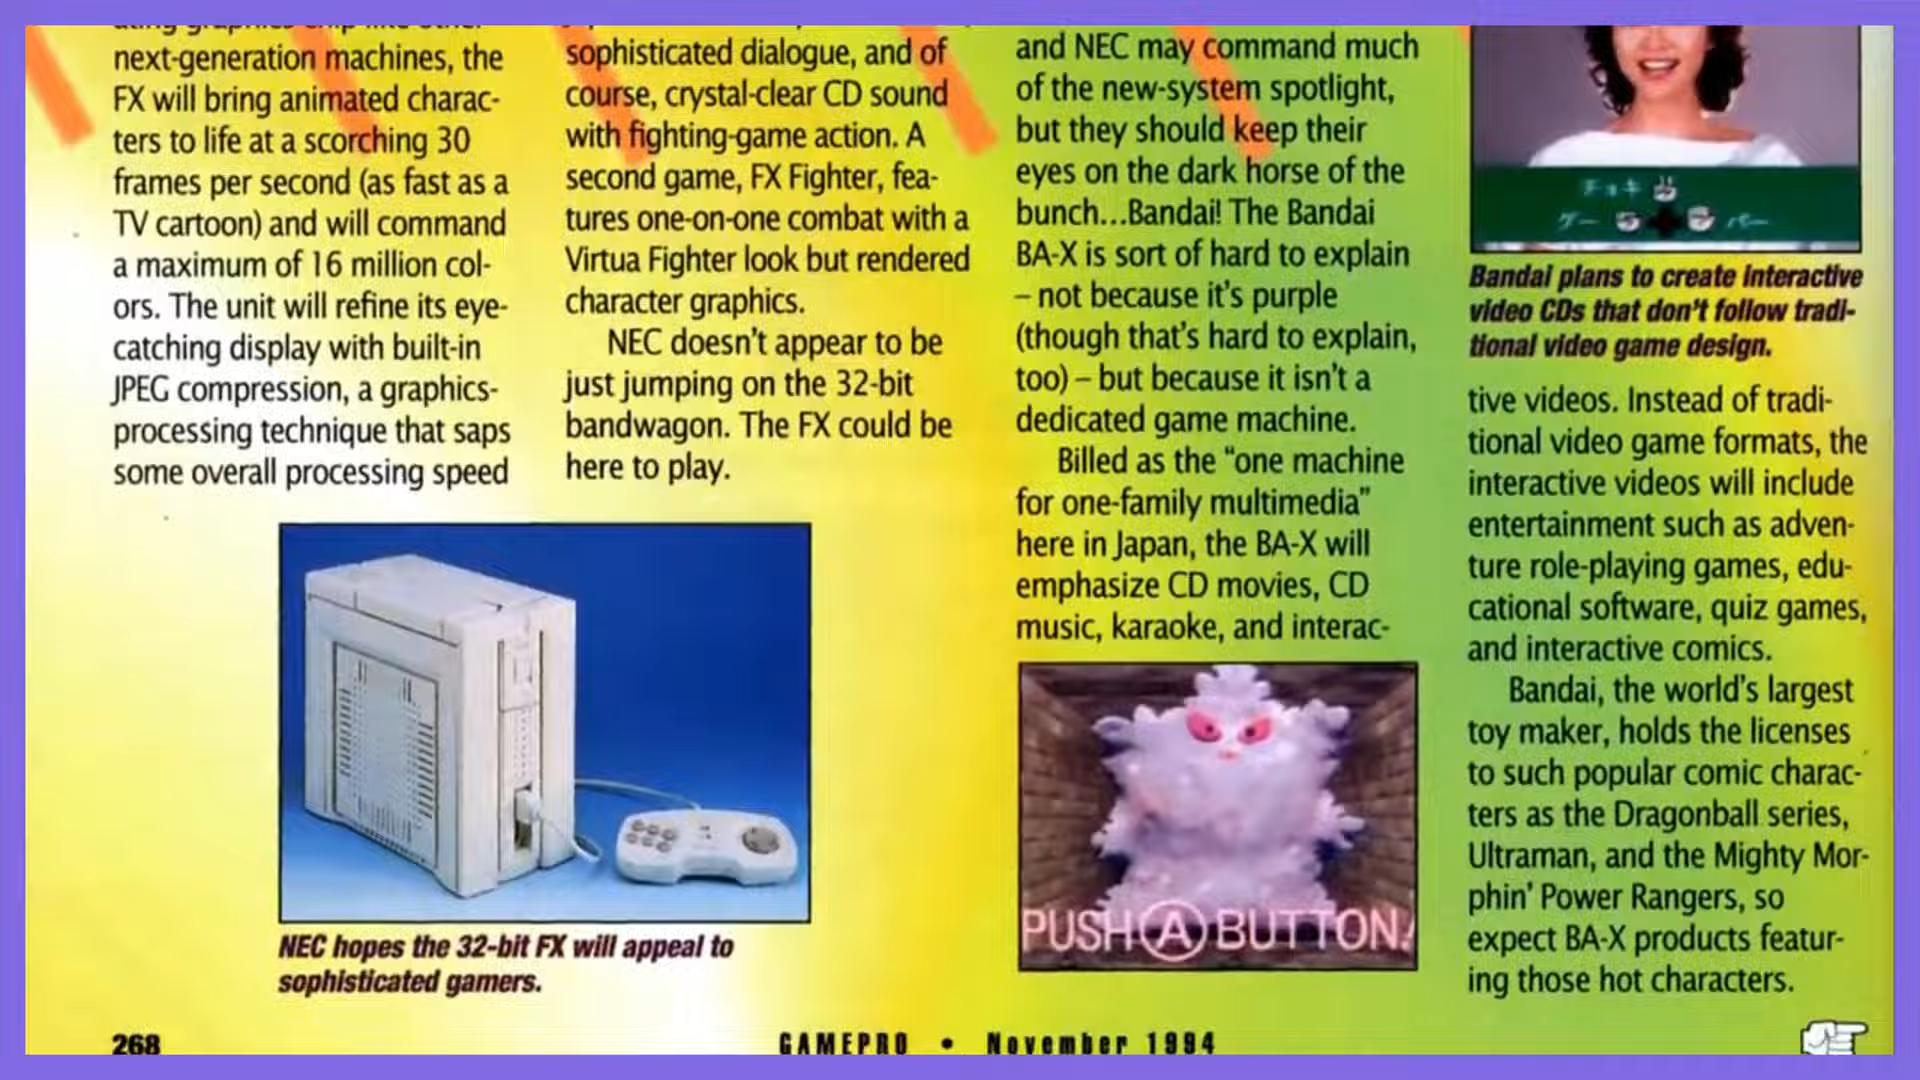 next-generation machines, the
FX will bring animated charac-
ters to life at a scorching 30
frames per second (as fast as a
TV cartoon) and will command
a maximum of 16 million col-
ors. The unit will refine its eye-
catching display with built-in
JPEG compression, a graphics-
processing technique that saps
some overall processing speed
sophisticated dialogue, and of
course, crystal-clear CD sound
with fighting-game action. A
second game, FX Fighter, fea-
tures one-on-one combat with a
Virtua Fighter look but rendered
character graphics.
NEC doesn't appear to be
just jumping on the 32-bit
bandwagon. The FX could be
here to play.
NEC hopes the 32-bit FX will appeal to
sophisticated gamers.
and NEC may command much
of the new-system spotlight,
but they should keep their
eyes on the dark horse of the
bunch...Bandai! The Bandai
BA-X is sort of hard to explain
– not because it's purple
(though that's hard to explain,
too) – but because it isn't a
dedicated game machine.
Billed as the “one machine
for one-family multimedia”
here in Japan, the BA-X will
emphasize CD movies, CD
music, karaoke, and interac-
PUSH A BUTTON!
チョキ
グー パー
Bandai plans to create interactive
video CDs that don't follow tradi-
tional video game design.
tive videos. Instead of tradi-
tional video game formats, the
interactive videos will include
entertainment such as adven-
ture role-playing games, edu-
cational software, quiz games,
and interactive comics.
Bandai, the world's largest
toy maker, holds the licenses
to such popular comic charac-
ters as the Dragonball series,
Ultraman, and the Mighty Mor-
phin' Power Rangers, so
expect BA-X products featur-
ing those hot characters.
268
GAMEPRO • November 1994